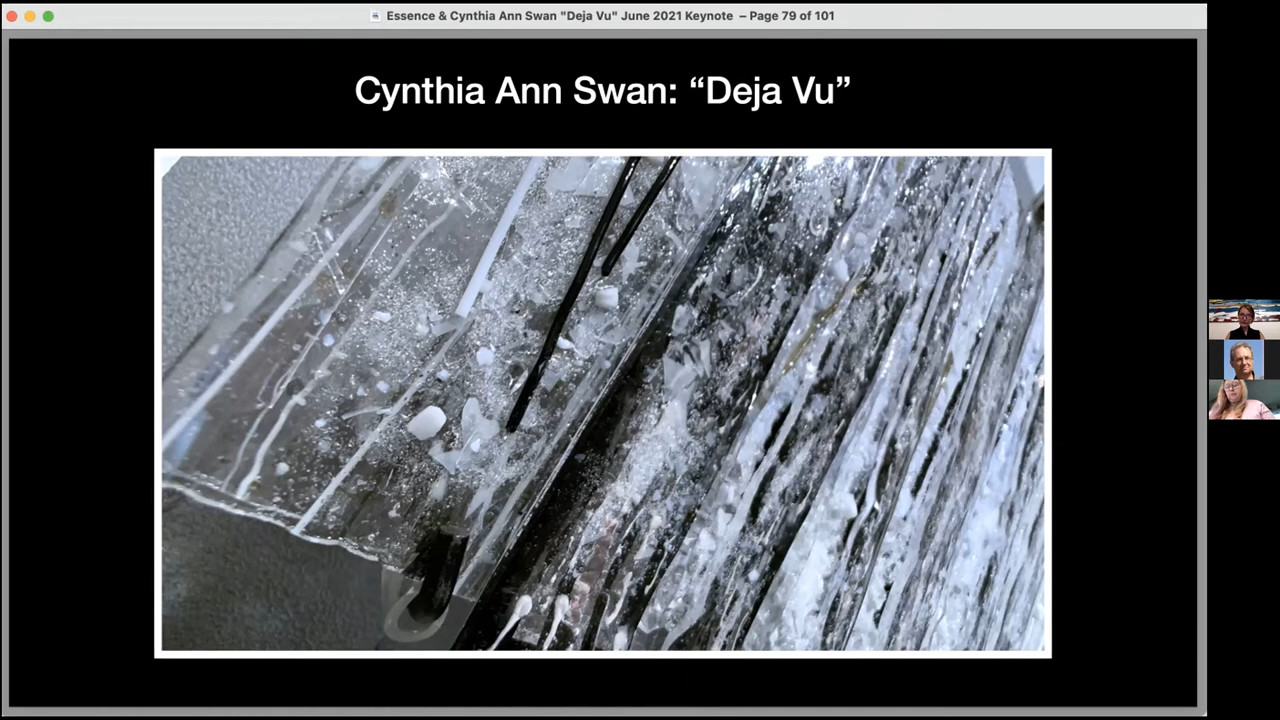 Essence & Cynthia Ann Swan "Deja Vu" June 2021 Keynote – Page 79 of 101
Cynthia Ann Swan: “Deja Vu”